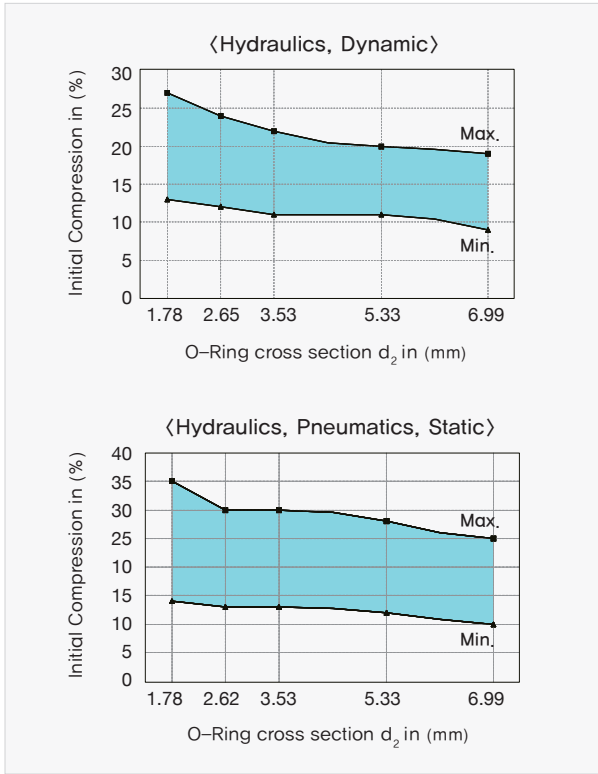 〈Hydraulics, Dynamic〉
Initial Compression in (%)
30
25
20
15
10
5
0
Max.
Min.
1.78 2.65 3.53 5.33 6.99
O–Ring cross section d₂ in (mm)
〈Hydraulics, Pneumatics, Static〉
Initial Compression in (%)
40
35
30
25
15
10
5
0
Max.
Min.
1.78 2.62 3.53 5.33 6.99
O–Ring cross section d₂ in (mm)